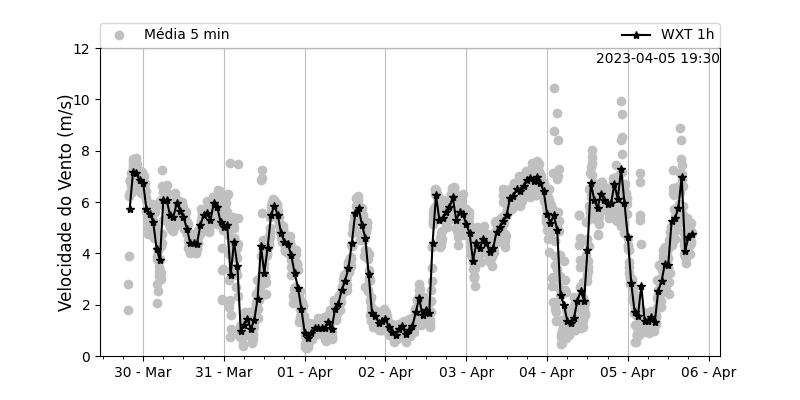 Média 5 min
WXT 1h
2023-04-05 19:30
Velocidade do Vento (m/s)
12
10
8
6
4
2
0
30 - Mar
31 - Mar
01 - Apr
02 - Apr
03 - Apr
04 - Apr
05 - Apr
06 - Apr